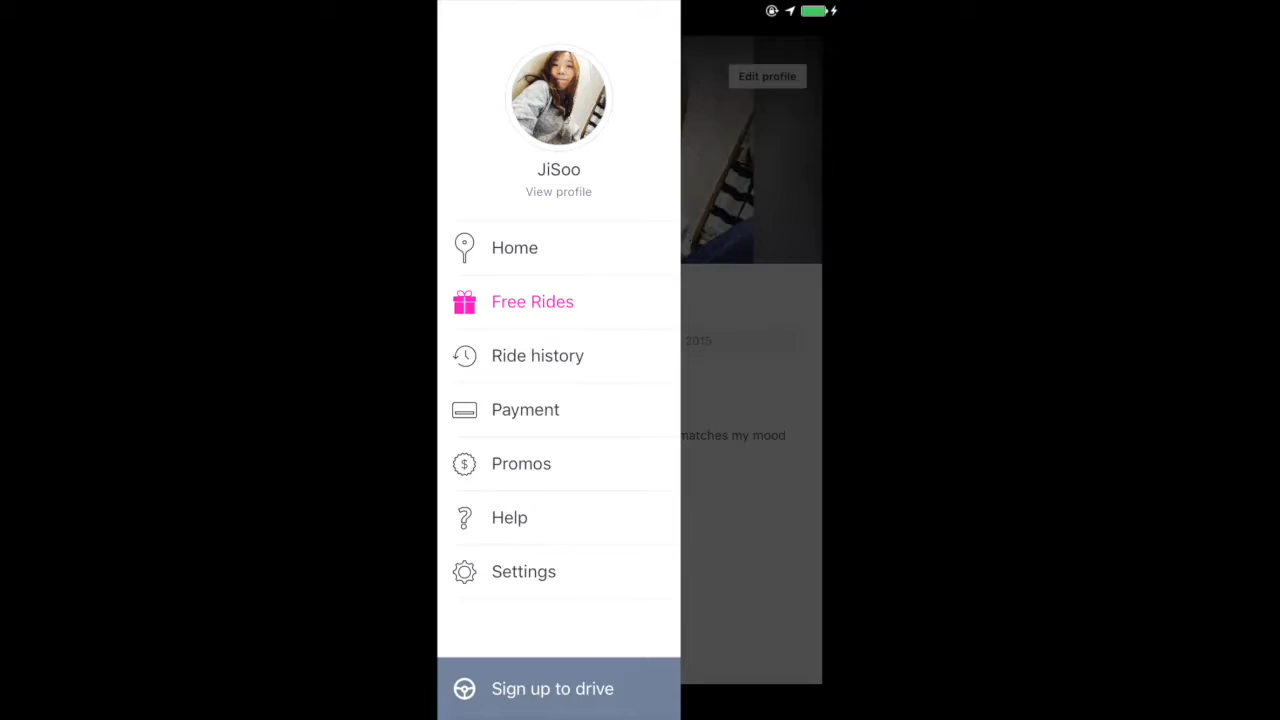 Edit profile
JiSoo
View profile
Home
Free Rides
2015
Ride history
Payment
matches my mood
Promos
Help
Settings
Sign up to drive